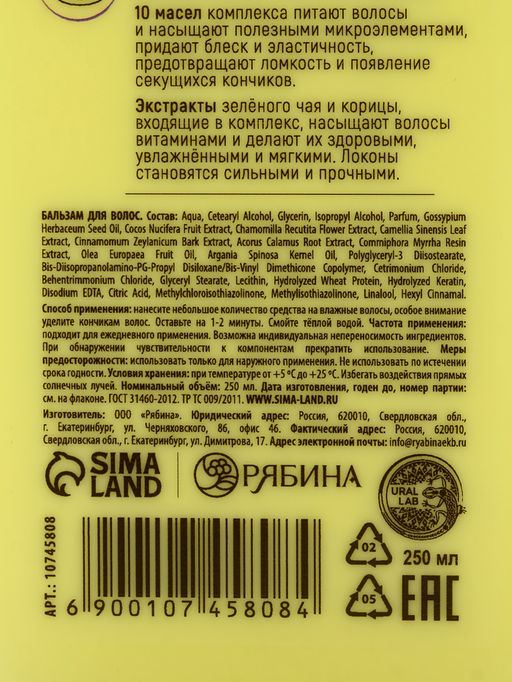 10 масел комплекса питают волосы
и насыщают полезными микроэлементами,
придают блеск и эластичность,
предотвращают ломкость и появление
секущихся кончиков.
Экстракты зелёного чая и корицы,
входящие в комплекс, насыщают волосы
витаминами и делают их здоровыми,
увлажнёнными и мягкими. Локоны
становятся сильными и прочными.
БАЛЬЗАМ ДЛЯ ВОЛОС. Состав: Aqua, Cetearyl Alcohol, Glycerin, Isopropyl Alcohol, Parfum, Gossypium
Herbaceum Seed Oil, Cocos Nucifera Fruit Extract, Chamomilla Recutita Flower Extract, Camellia Sinensis Leaf
Extract, Cinnamomum Zeylanicum Bark Extract, Acorus Calamus Root Extract, Commiphora Myrrha Resin
Extract, Olea Europaea Fruit Oil, Argania Spinosa Kernel Oil, Polyglyceryl-3 Diisostearate,
Bis-Diisopropanolamino-PG-Propyl Disiloxane/Bis-Vinyl Dimethicone Copolymer, Cetrimonium Chloride,
Behentrimonium Chloride, Glyceryl Stearate, Lecithin, Hydrolyzed Wheat Protein, Hydrolyzed Keratin,
Disodium EDTA, Citric Acid, Methylchloroisothiazolinone, Methylisothiazolinone, Linalool, Hexyl Cinnamal.
Способ применения: нанесите небольшое количество средства на влажные волосы, особое внимание
уделите кончикам волос. Оставьте на 1-2 минуты. Смойте тёплой водой. Частота применения:
подходит для ежедневного применения. Возможна индивидуальная непереносимость ингредиентов.
При обнаружении чувствительности к компонентам прекратить использование. Меры
предосторожности: использовать только для наружного применения. Не использовать по истечении
срока годности. Условия хранения: при температуре от +5 °С до +25 °С. Избегать воздействия прямых
солнечных лучей. Номинальный объём: 250 мл. Дата изготовления, годен до, номер партии:
см. на флаконе. ГОСТ 31460-2012. ТР ТС 009/2011. WWW.SIMA-LAND.RU
Изготовитель: ООО «Рябина». Юридический адрес: Россия, 620010, Свердловская обл.,
г. Екатеринбург, ул. Черняховского, 86, офис 46. Фактический адрес: Россия, 620010,
Свердловская обл., г. Екатеринбург, ул. Димитрова, 17. Адрес электронной почты: info@ryabinaekb.ru
SIMA
LAND
РЯБИНА
URAL
LAB
АРТ.: 10745808
6 900107 458084
02
05
250 мл
EAC